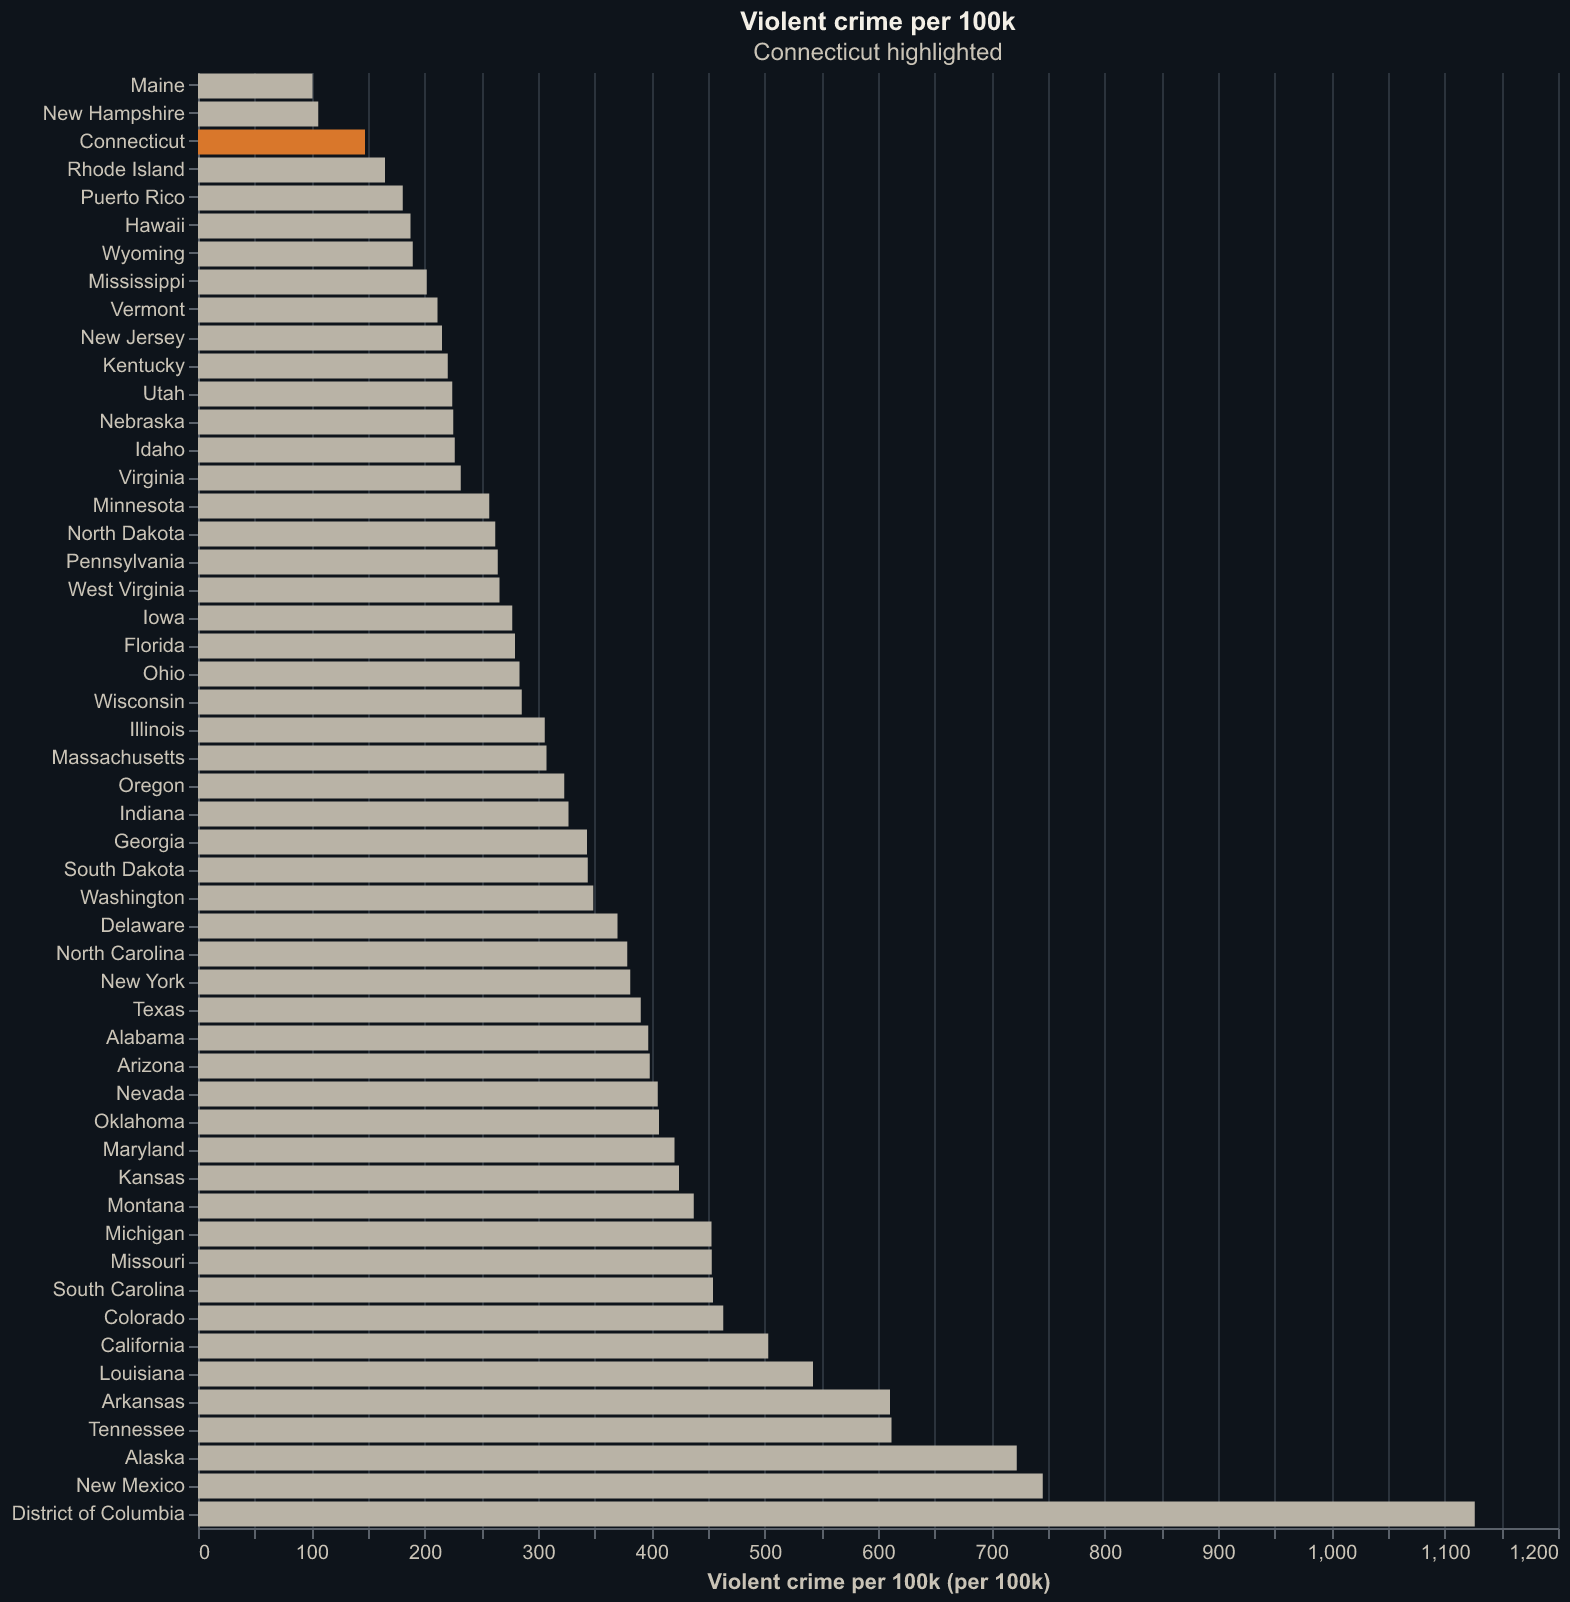 Violent crime per 100k
Connecticut highlighted
Maine
New Hampshire
Connecticut
Rhode Island
Puerto Rico
Hawaii
Wyoming
Mississippi
Vermont
New Jersey
Kentucky
Utah
Nebraska
Idaho
Virginia
Minnesota
North Dakota
Pennsylvania
West Virginia
Iowa
Florida
Ohio
Wisconsin
Illinois
Massachusetts
Oregon
Indiana
Georgia
South Dakota
Washington
Delaware
North Carolina
New York
Texas
Alabama
Arizona
Nevada
Oklahoma
Maryland
Kansas
Montana
Michigan
Missouri
South Carolina
Colorado
California
Louisiana
Arkansas
Tennessee
Alaska
New Mexico
District of Columbia
0 100 200 300 400 500 600 700 800 900 1,000 1,100 1,200
Violent crime per 100k (per 100k)